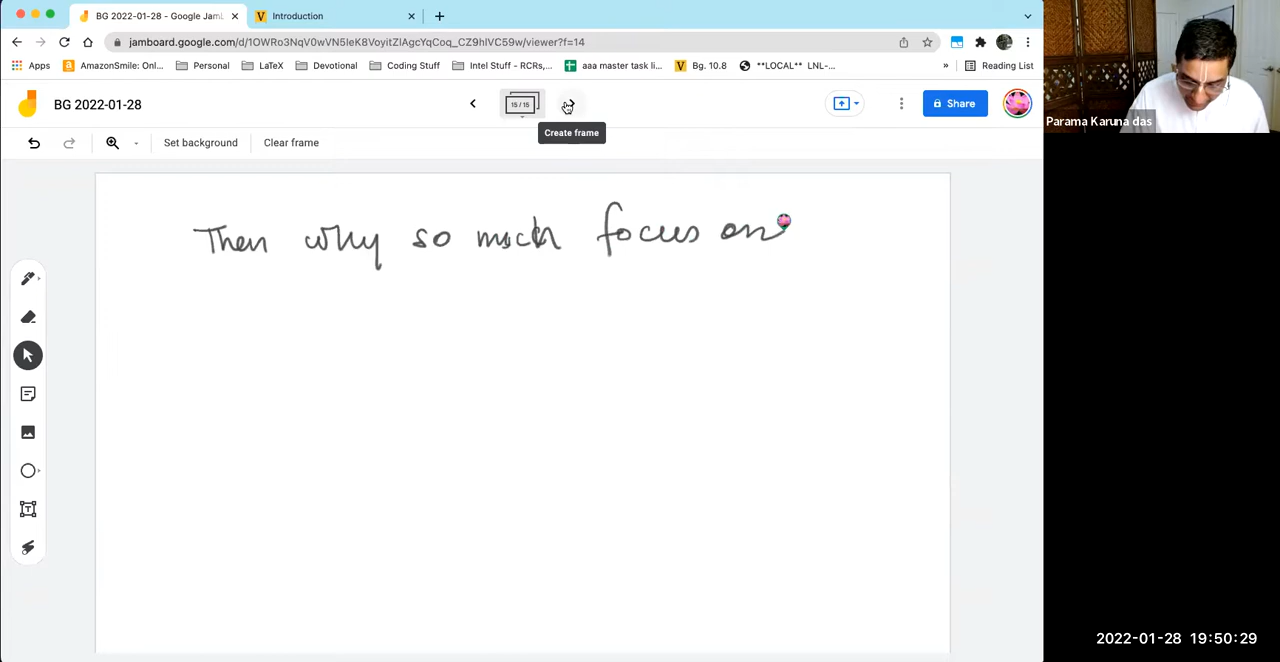 BG 2022-01-28 - Google Jam
Introduction
jamboard.google.com/d/1OWRo3NqV0wVN5leK8VoyitZlAgcYqCoq_CZ9hlVC59w/viewer?f=14
Apps
AmazonSmile: Onl...
Personal
LaTeX
Devotional
Coding Stuff
Intel Stuff - RCRs,...
aaa master task li...
Bg. 10.8
**LOCAL** LNL-...
»
Reading List
BG 2022-01-28
15 / 15
Share
Create frame
Set background
Clear frame
Then why so much focus on
Parama Karuna das
2022-01-28 19:50:29